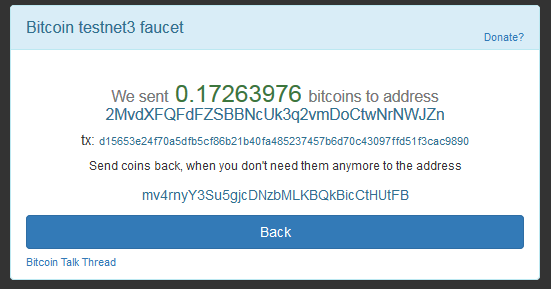 Bitcoin testnet3 faucet
Donate?
We sent 0.17263976 bitcoins to address
2MvdXFQFdFZSBBNcUk3q2vmDoCtwNrNWJZn
tx: d15653e24f70a5dfb5cf86b21b40fa485237457b6d70c43097ffd51f3cac9890
Send coins back, when you don't need them anymore to the address
mv4rnyY3Su5gjcDNzbMLKBQkBicCtHUtFB
Back
Bitcoin Talk Thread